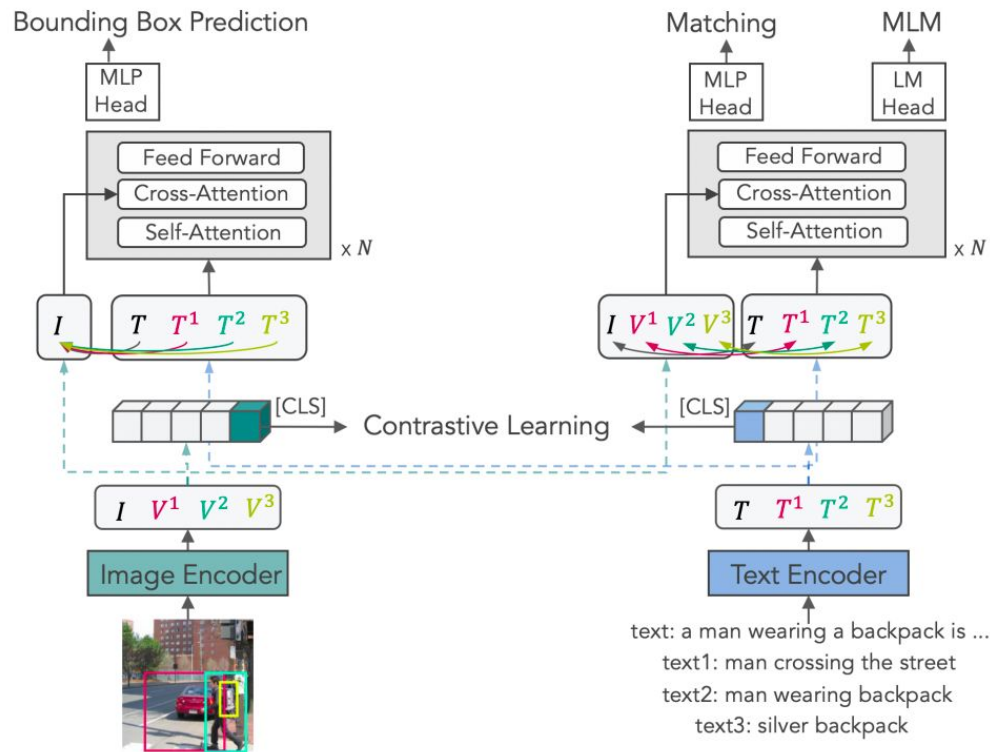 Bounding Box Prediction
Matching
MLM
MLP
Head
MLP
Head
LM
Head
Feed Forward
Cross-Attention
Self-Attention
x N
Feed Forward
Cross-Attention
Self-Attention
x N
I
T T¹ T² T³
I V¹ V² V³
T T¹ T² T³
[CLS]
Contrastive Learning
[CLS]
I V¹ V² V³
T T¹ T² T³
Image Encoder
Text Encoder
text: a man wearing a backpack is ...
text1: man crossing the street
text2: man wearing backpack
text3: silver backpack